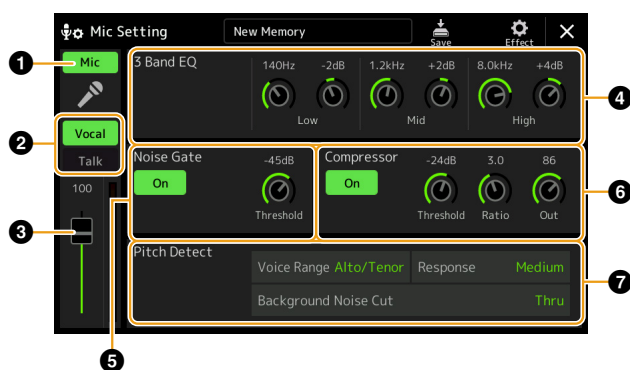 Mic Setting
New Memory
Save
Effect
1
Mic
2
Vocal
Talk
3
100
3 Band EQ
140Hz -2dB 1.2kHz +2dB 8.0kHz +4dB
Low Mid High
4
Noise Gate
On
-45dB
Threshold
5
Compressor
On
-24dB 3.0 86
Threshold Ratio Out
6
Pitch Detect
Voice Range Alto/Tenor Response Medium
Background Noise Cut Thru
7